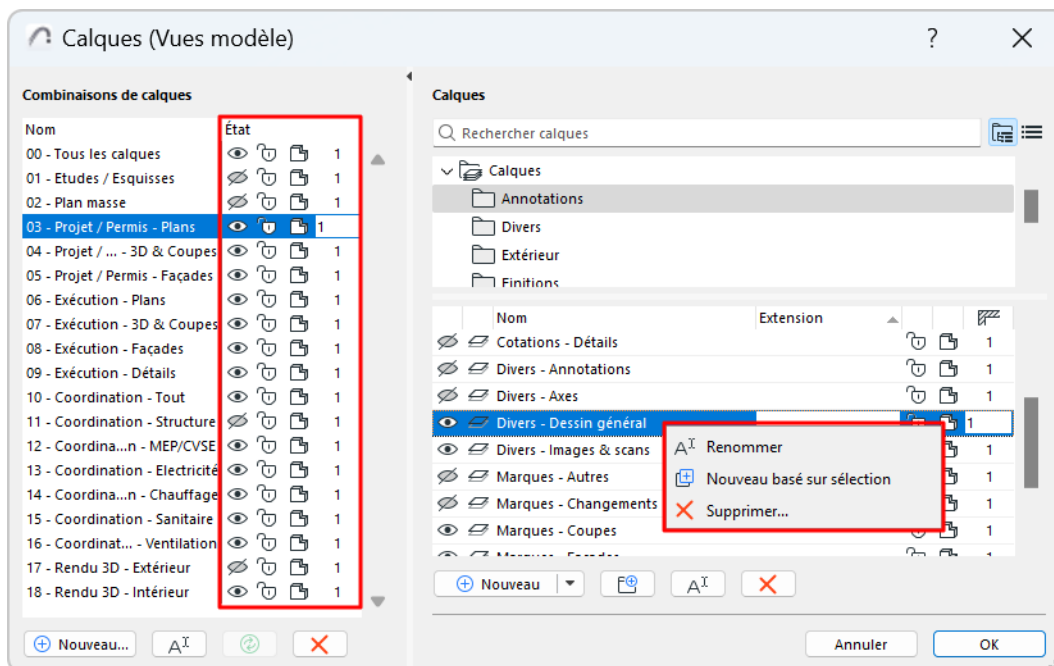 Calques (Vues modèle) ?
Combinaisons de calques
Nom État
00 - Tous les calques 1
01 - Etudes / Esquisses 1
02 - Plan masse 1
03 - Projet / Permis - Plans 1
04 - Projet / ... - 3D & Coupes 1
05 - Projet / Permis - Façades 1
06 - Exécution - Plans 1
07 - Exécution - 3D & Coupes 1
08 - Exécution - Façades 1
09 - Exécution - Détails 1
10 - Coordination - Tout 1
11 - Coordination - Structure 1
12 - Coordina...n - MEP/CVSE 1
13 - Coordination - Electricité 1
14 - Coordina...n - Chauffage 1
15 - Coordination - Sanitaire 1
16 - Coordinat... - Ventilation 1
17 - Rendu 3D - Extérieur 1
18 - Rendu 3D - Intérieur 1
Nouveau...
Calques
Rechercher calques
Calques
Annotations
Divers
Extérieur
Finitions
Nom Extension
Cotations - Détails 1
Divers - Annotations 1
Divers - Axes 1
Divers - Dessin général 1
Divers - Images & scans 1
Marques - Autres 1
Marques - Changements 1
Marques - Coupes 1
Marques - Façades 1
Renommer
Nouveau basé sur sélection
Supprimer...
Nouveau
Annuler OK